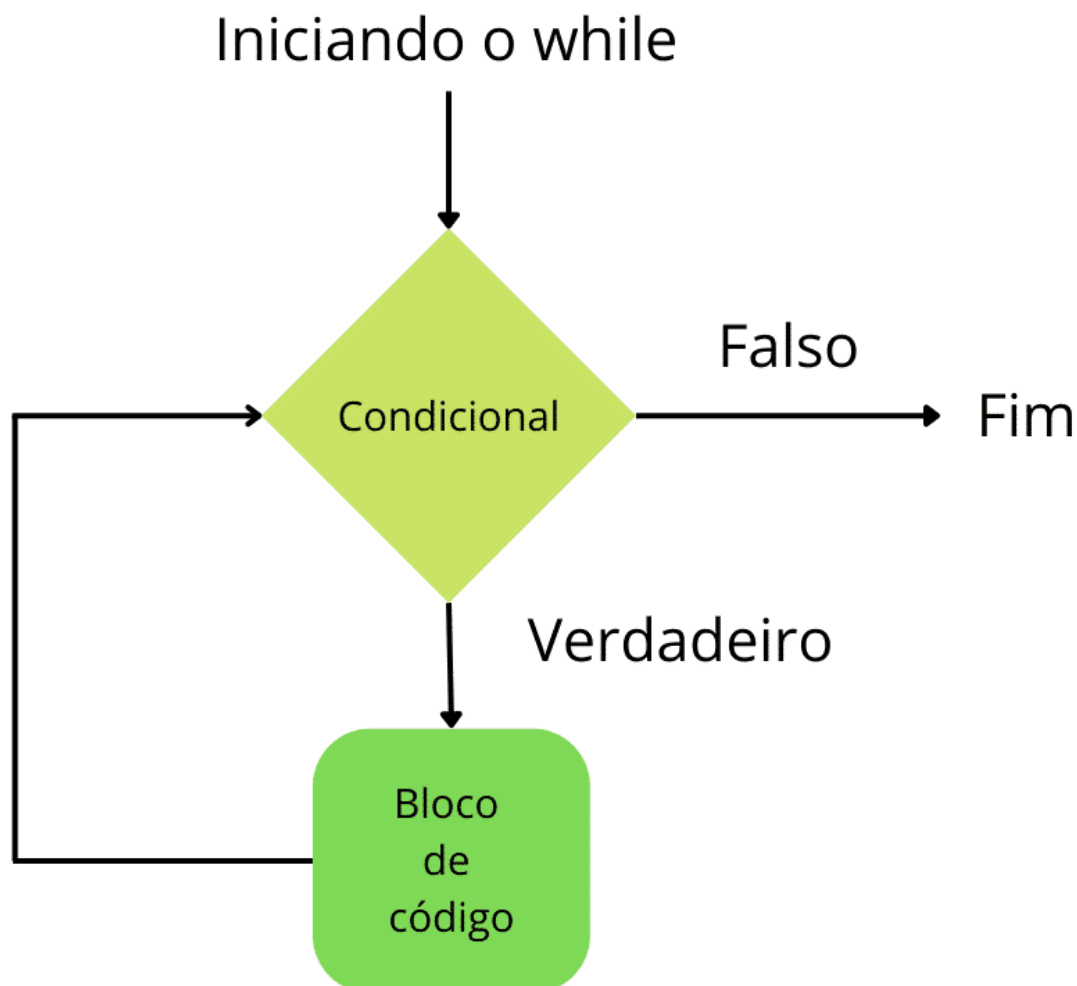 Iniciando o while
Falso
Condicional
Fim
Verdadeiro
Bloco
de
código